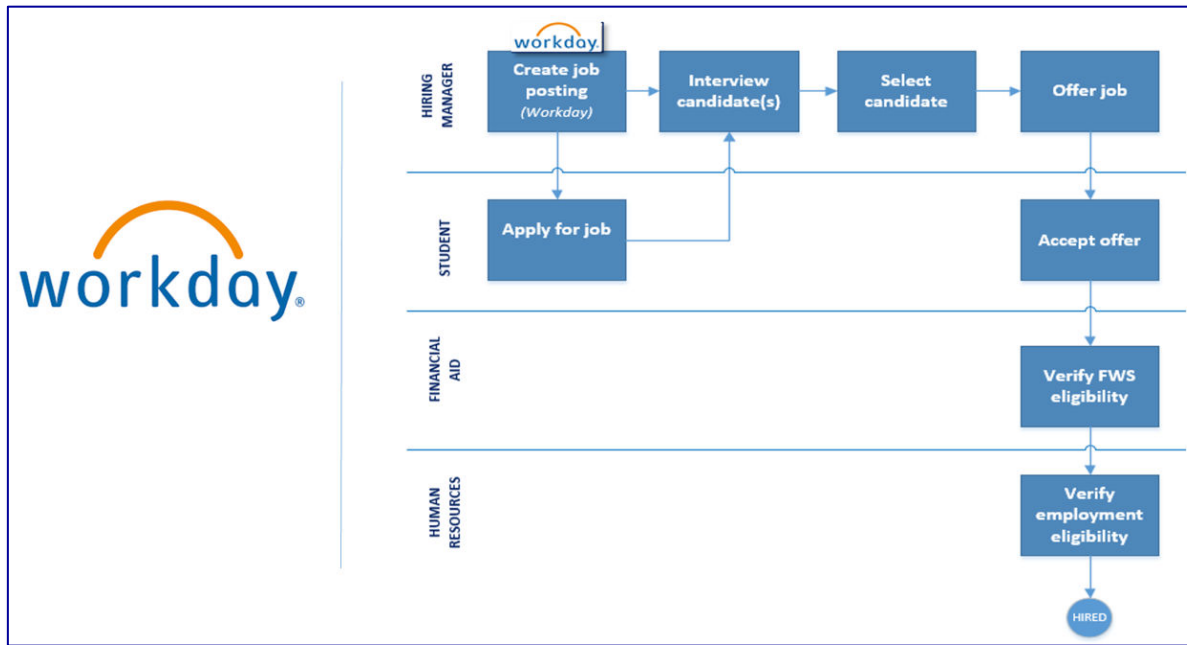 workday.
HIRING
MANAGER
Create job
posting
(Workday)
Interview
candidate(s)
Select
candidate
Offer job
workday®
STUDENT
Apply for job
Accept offer
FINANCIAL
AID
Verify FWS
eligibility
HUMAN
RESOURCES
Verify
employment
eligibility
HIRED